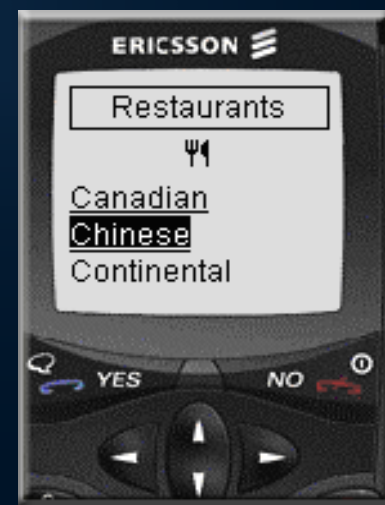 ERICSSON
Restaurants
Canadian
Chinese
Continental
YES NO